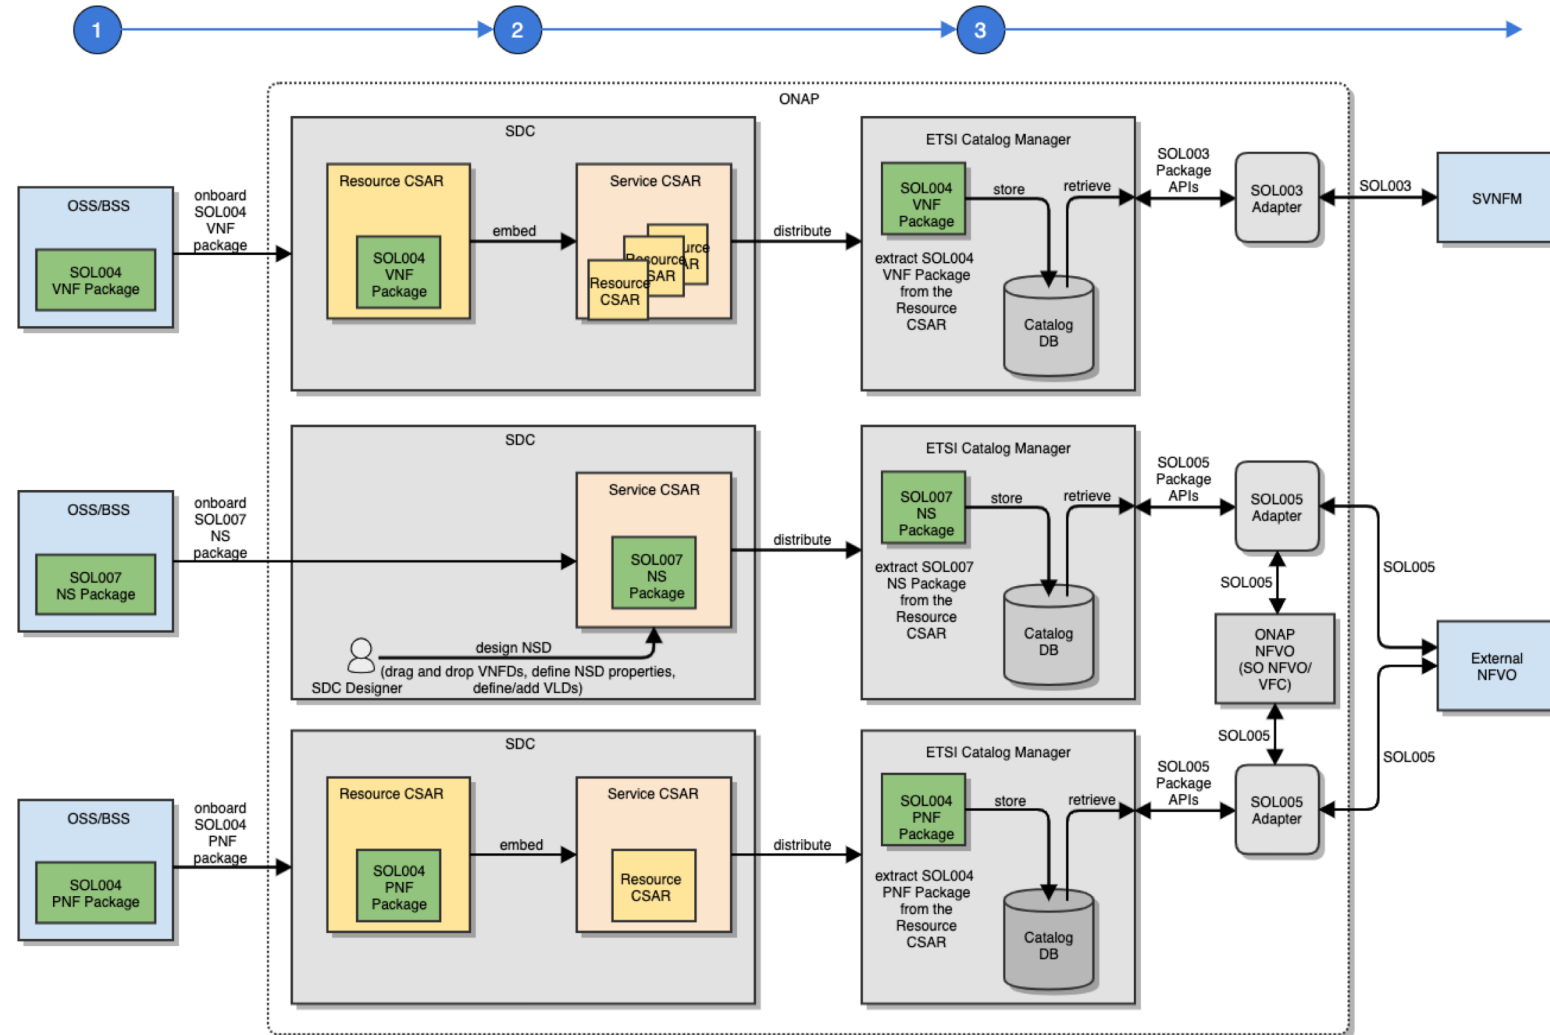 1
2
3
ONAP
OSS/BSS
SOL004
VNF Package
onboard
SOL004
VNF
package
SDC
Resource CSAR
SOL004
VNF
Package
embed
Service CSAR
Resource
CSAR
distribute
ETSI Catalog Manager
SOL004
VNF
Package
store
retrieve
extract SOL004
VNF Package
from the
Resource
CSAR
Catalog
DB
SOL003
Package
APIs
SOL003
Adapter
SOL003
SVNFM
OSS/BSS
SOL007
NS Package
onboard
SOL007
NS
package
SDC
Service CSAR
SOL007
NS
Package
design NSD
(drag and drop VNFDs, define NSD properties,
define/add VLDs)
SDC Designer
distribute
ETSI Catalog Manager
SOL007
NS
Package
store
retrieve
extract SOL007
NS Package
from the
Resource
CSAR
Catalog
DB
SOL005
Package
APIs
SOL005
Adapter
SOL005
SOL005
ONAP
NFVO
(SO NFVO/
VFC)
External
NFVO
SOL005
SOL005
OSS/BSS
SOL004
PNF Package
onboard
SOL004
PNF
package
SDC
Resource CSAR
SOL004
PNF
Package
embed
Service CSAR
Resource
CSAR
distribute
ETSI Catalog Manager
SOL004
PNF
Package
store
retrieve
extract SOL004
PNF Package
from the
Resource
CSAR
Catalog
DB
SOL005
Package
APIs
SOL005
Adapter